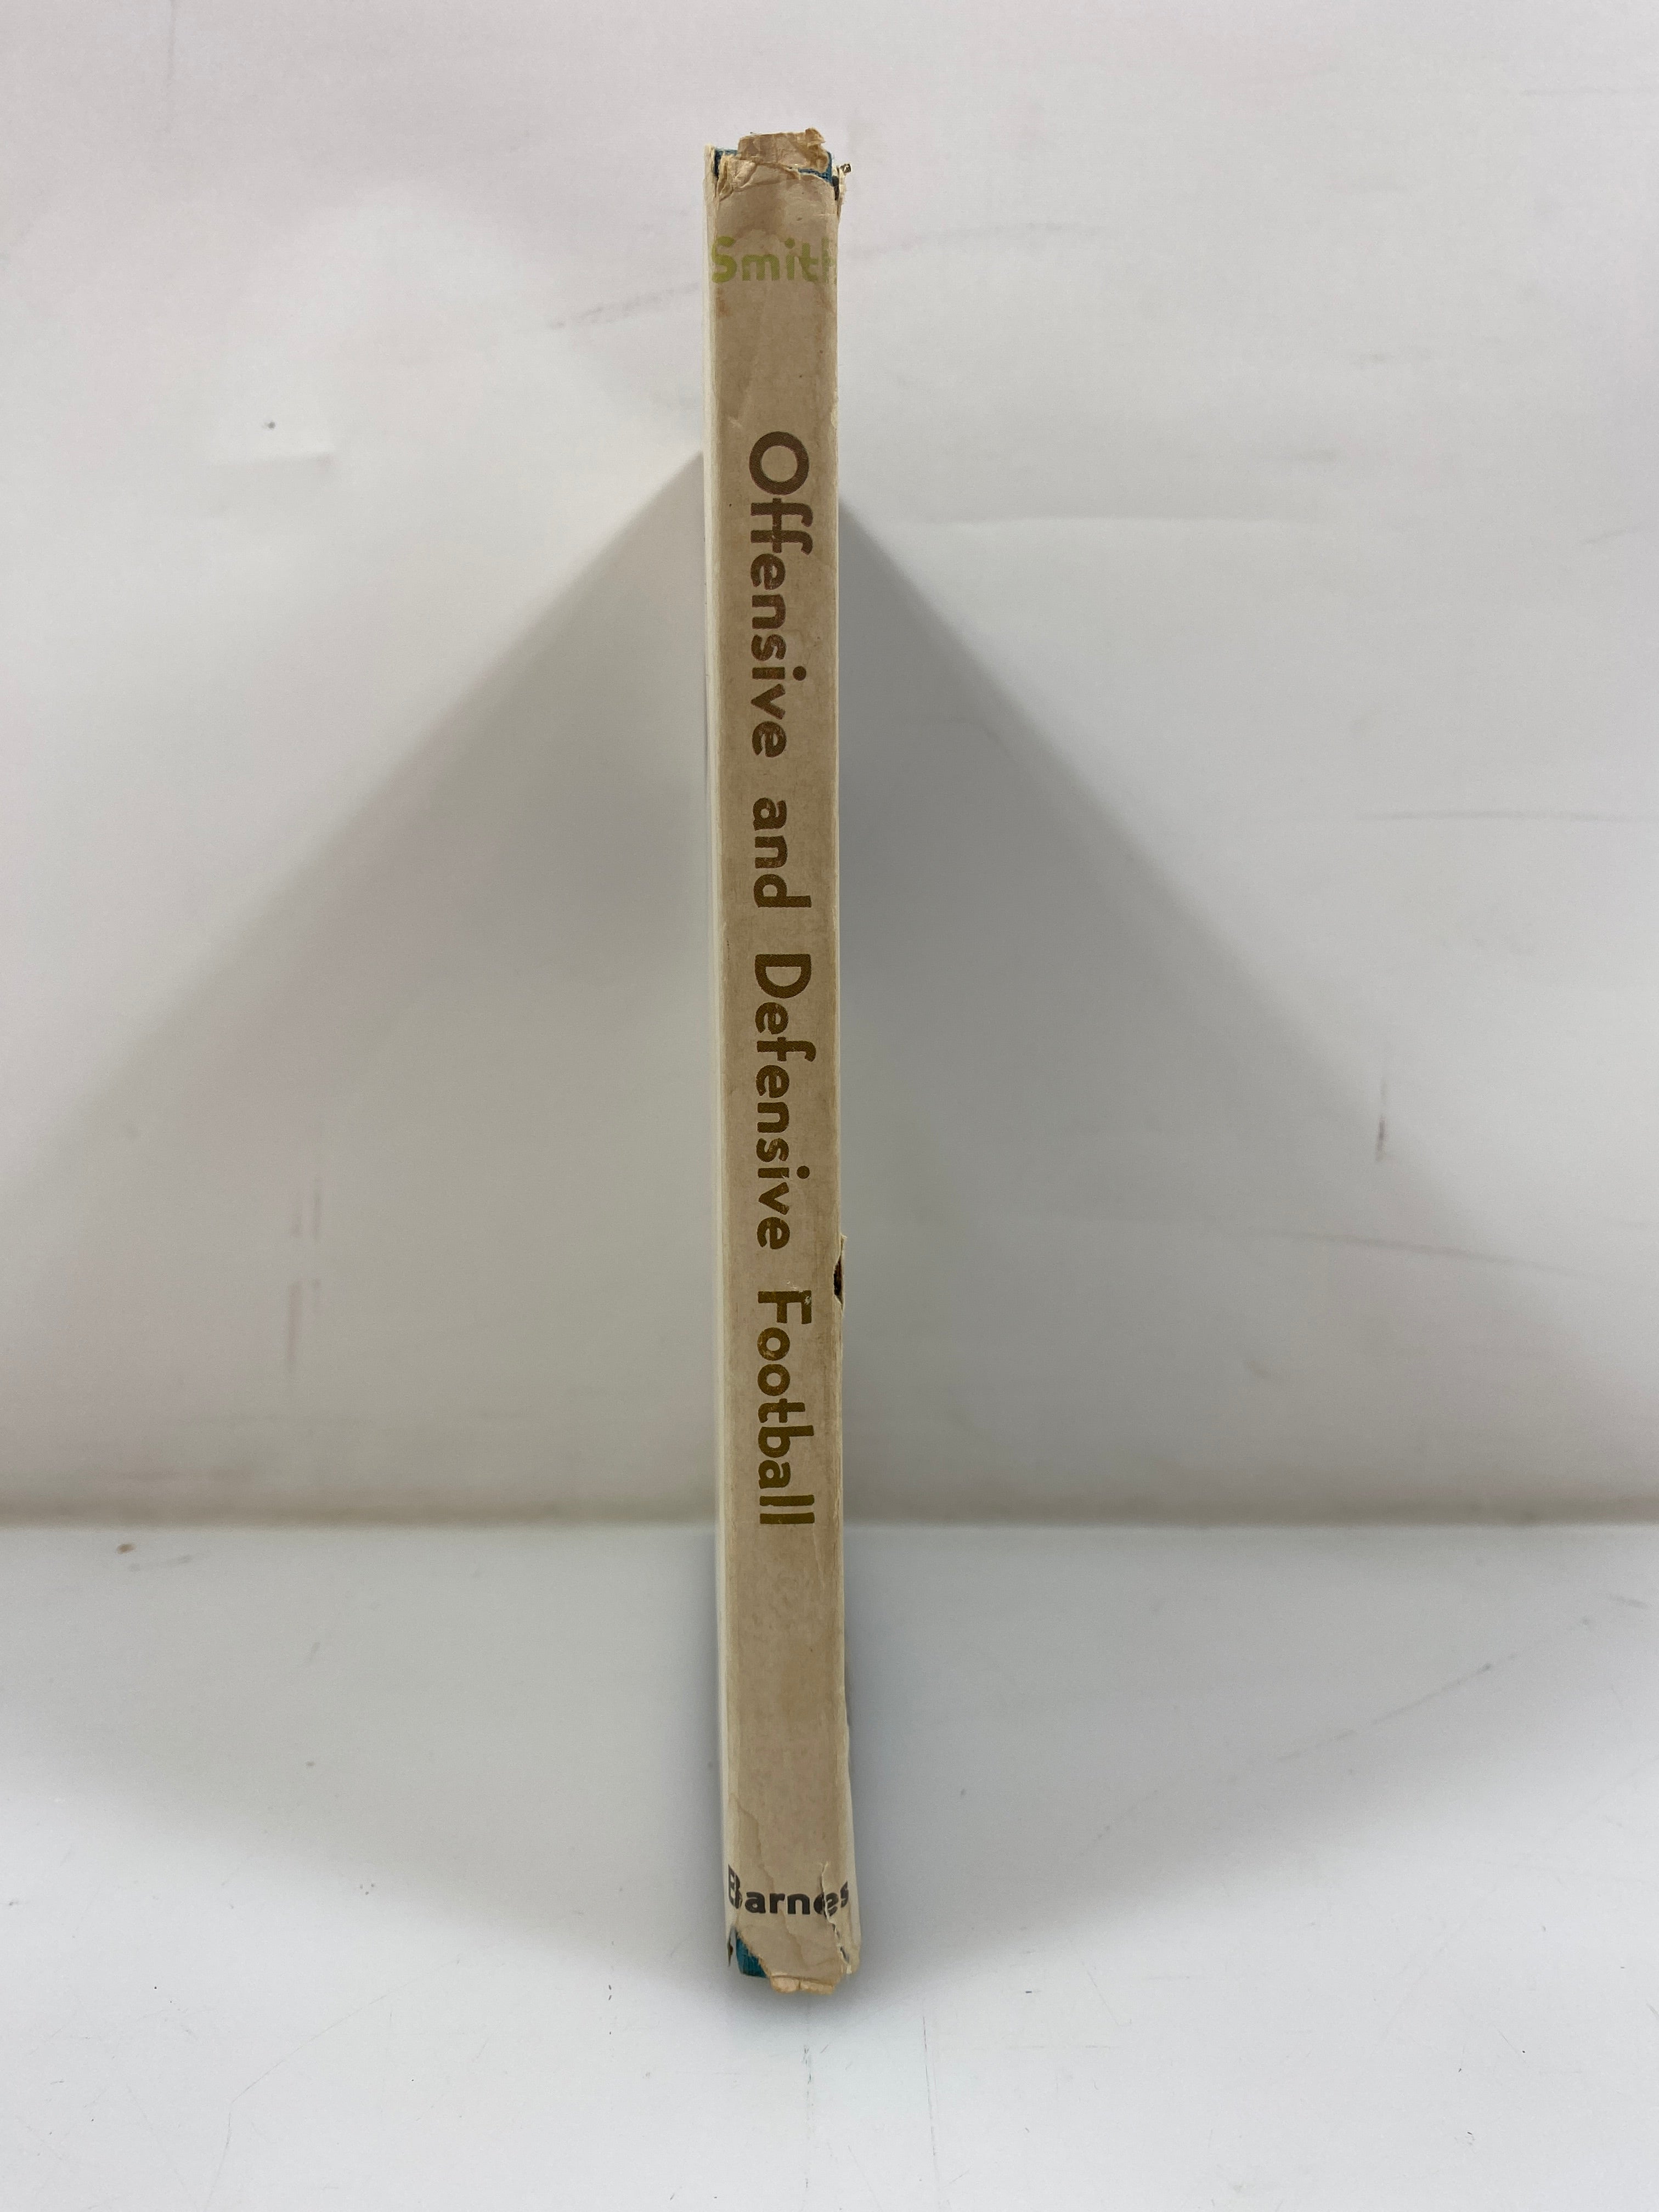 Smith
Offensive and Defensive Football
Barnes